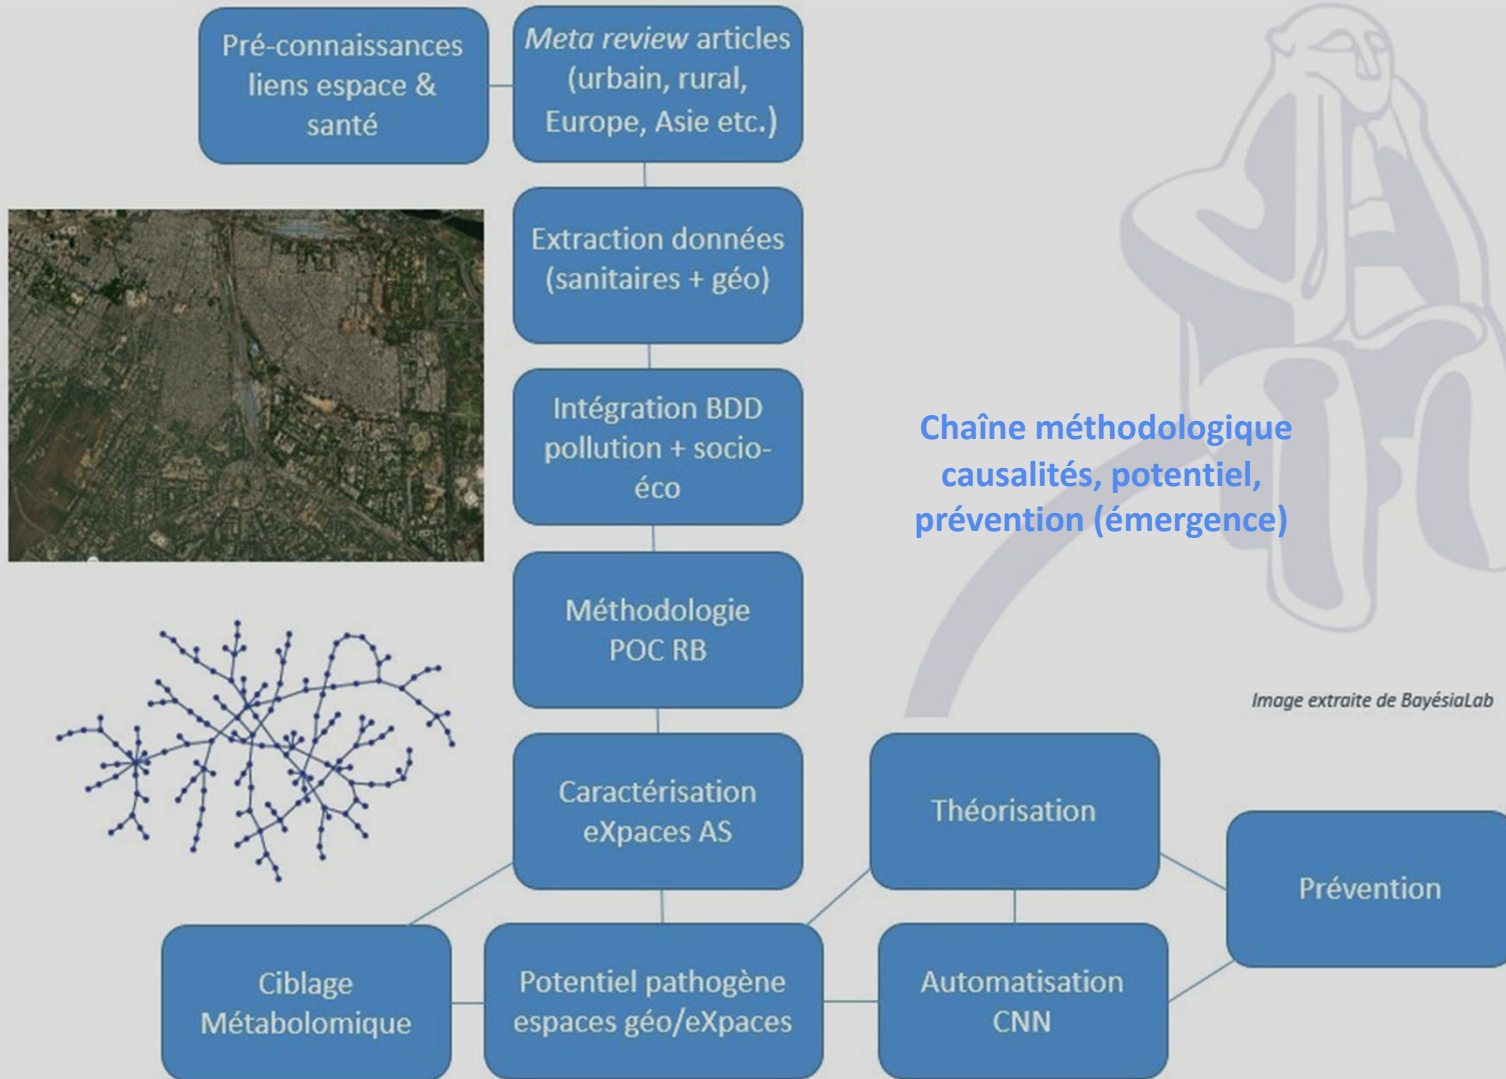 Pré-connaissances
liens espace &
santé
Meta review articles
(urbain, rural,
Europe, Asie etc.)
Extraction données
(sanitaires + géo)
Intégration BDD
pollution + socio-
éco
Chaîne méthodologique
causalités, potentiel,
prévention (émergence)
Méthodologie
POC RB
Image extraite de BayésiaLab
Caractérisation
eXpaces AS
Théorisation
Prévention
Ciblage
Métabolomique
Potentiel pathogène
espaces géo/eXpaces
Automatisation
CNN